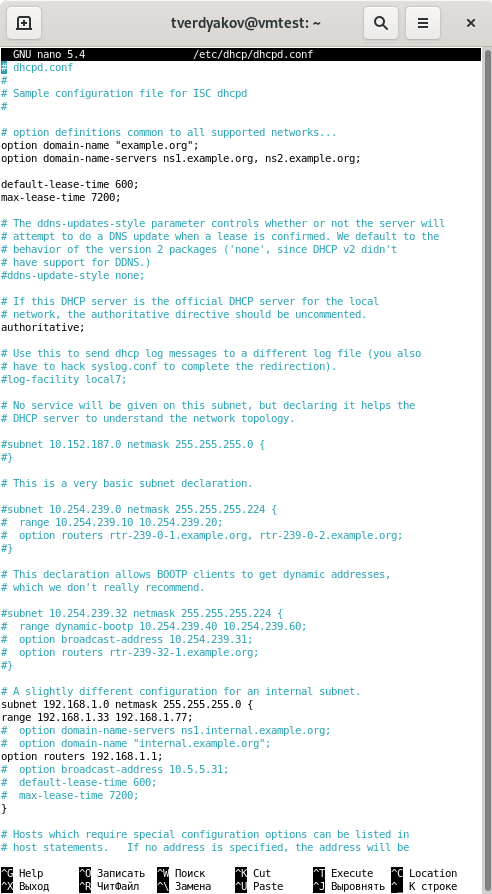 tverdyakov@vmtest: ~
GNU nano 5.4 /etc/dhcp/dhcpd.conf
# dhcpd.conf
#
# Sample configuration file for ISC dhcpd
#
# option definitions common to all supported networks...
option domain-name "example.org";
option domain-name-servers ns1.example.org, ns2.example.org;
default-lease-time 600;
max-lease-time 7200;
# The ddns-updates-style parameter controls whether or not the server will
# attempt to do a DNS update when a lease is confirmed. We default to the
# behavior of the version 2 packages ('none', since DHCP v2 didn't
# have support for DDNS.)
#ddns-update-style none;
# If this DHCP server is the official DHCP server for the local
# network, the authoritative directive should be uncommented.
authoritative;
# Use this to send dhcp log messages to a different log file (you also
# have to hack syslog.conf to complete the redirection).
#log-facility local7;
# No service will be given on this subnet, but declaring it helps the
# DHCP server to understand the network topology.
#subnet 10.152.187.0 netmask 255.255.255.0 {
#}
# This is a very basic subnet declaration.
#subnet 10.254.239.0 netmask 255.255.255.224 {
#  range 10.254.239.10 10.254.239.20;
#  option routers rtr-239-0-1.example.org, rtr-239-0-2.example.org;
#}
# This declaration allows BOOTP clients to get dynamic addresses,
# which we don't really recommend.
#subnet 10.254.239.32 netmask 255.255.255.224 {
#  range dynamic-bootp 10.254.239.40 10.254.239.60;
#  option broadcast-address 10.254.239.31;
#  option routers rtr-239-32-1.example.org;
#}
# A slightly different configuration for an internal subnet.
subnet 192.168.1.0 netmask 255.255.255.0 {
range 192.168.1.33 192.168.1.77;
#  option domain-name-servers ns1.internal.example.org;
#  option domain-name "internal.example.org";
option routers 192.168.1.1;
#  option broadcast-address 10.5.5.31;
#  default-lease-time 600;
#  max-lease-time 7200;
}
# Hosts which require special configuration options can be listed in
# host statements.   If no address is specified, the address will be
^G Help ^O Записать ^W Поиск ^K Cut ^T Execute ^C Location
^X Выход ^R ЧитФайл ^\ Замена ^U Paste ^J Выровнять ^_ К строке